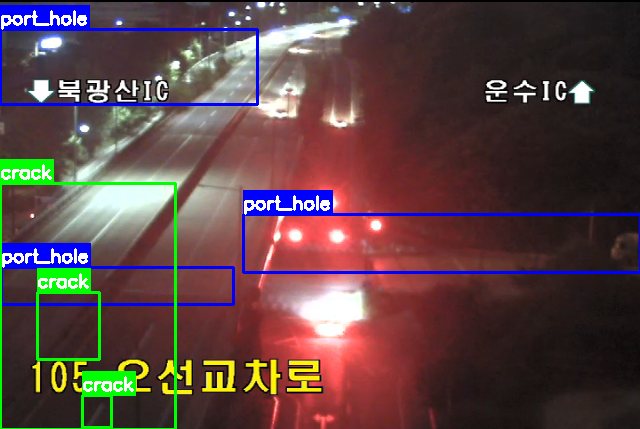 port_hole
북광산IC
운수IC
crack
port_hole
port_hole
crack
crack
105 오선교차로